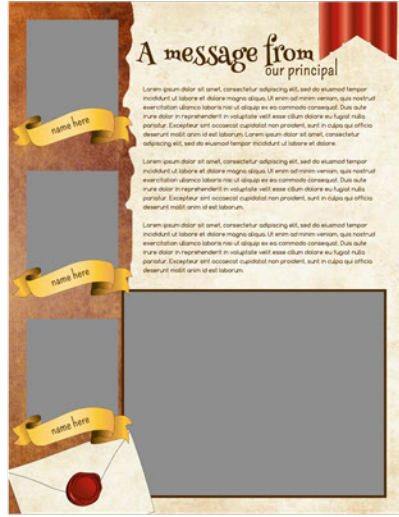 A message from
our principal
Lorem ipsum dolor sit amet, consectetur adipiscing elit, sed do eiusmod tempor
incididunt ut labore et dolore magna aliqua. Ut enim ad minim veniam, quis nostrud
exercitation ullamco laboris nisi ut aliquip ex ea commodo consequat. Duis aute
irure dolor in reprehenderit in voluptate velit esse cillum dolore eu fugiat nulla
pariatur. Excepteur sint occaecat cupidatat non proident, sunt in culpa qui officia
deserunt mollit anim id est laborum. Lorem ipsum dolor sit amet, consectetur
adipiscing elit, sed do eiusmod tempor incididunt ut labore et dolore.
Lorem ipsum dolor sit amet, consectetur adipiscing elit, sed do eiusmod tempor
incididunt ut labore et dolore magna aliqua. Ut enim ad minim veniam, quis nostrud
exercitation ullamco laboris nisi ut aliquip ex ea commodo consequat. Duis aute
irure dolor in reprehenderit in voluptate velit esse cillum dolore eu fugiat nulla
pariatur. Excepteur sint occaecat cupidatat non proident, sunt in culpa qui officia
deserunt mollit anim id est laborum.
Lorem ipsum dolor sit amet, consectetur adipiscing elit, sed do eiusmod tempor
incididunt ut labore et dolore magna aliqua. Ut enim ad minim veniam, quis nostrud
exercitation ullamco laboris nisi ut aliquip ex ea commodo consequat. Duis aute
irure dolor in reprehenderit in voluptate velit esse cillum dolore eu fugiat nulla
pariatur. Excepteur sint occaecat cupidatat non proident, sunt in culpa qui officia
deserunt mollit anim id est laborum.
name here
name here
name here